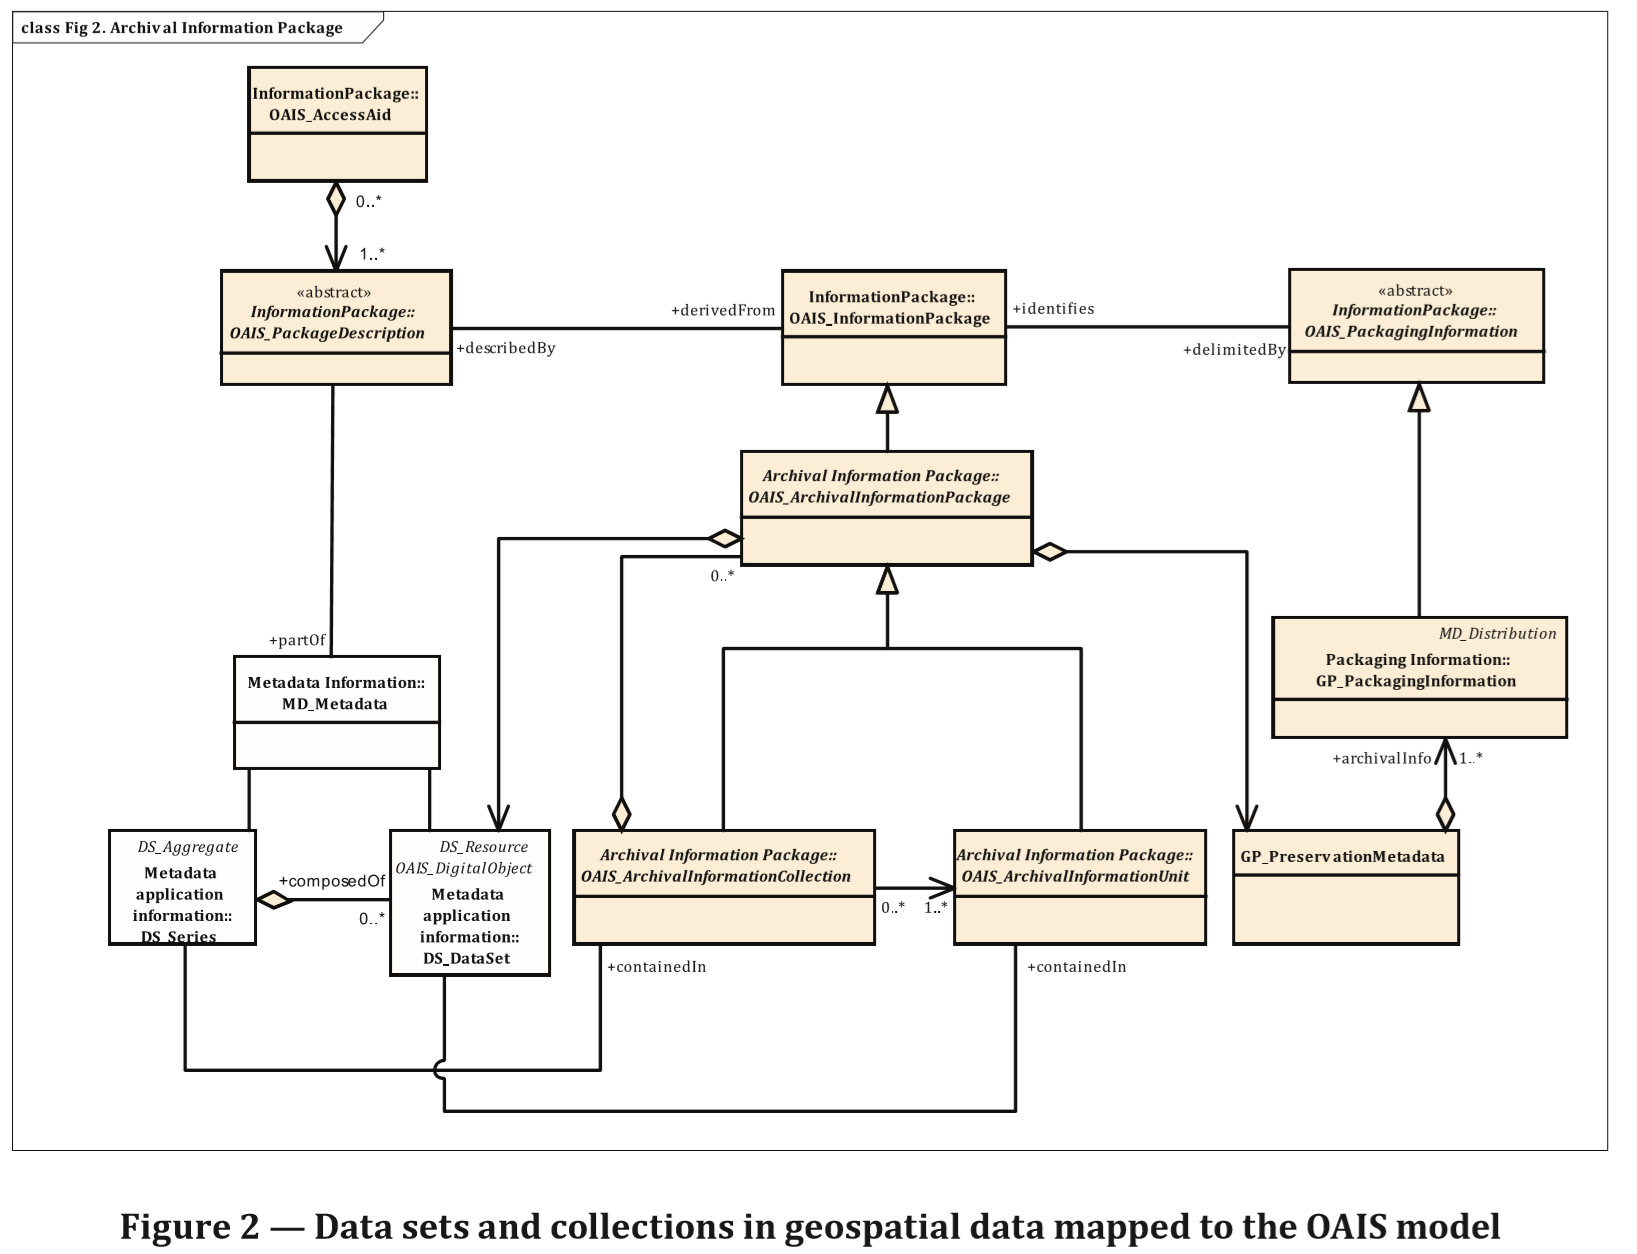 class Fig 2. Archival Information Package
InformationPackage::
OAIS_AccessAid
0..*
1..*
«abstract»
InformationPackage::
OAIS_PackageDescription
+derivedFrom
+describedBy
InformationPackage::
OAIS_InformationPackage
+identifies
+delimitedBy
«abstract»
InformationPackage::
OAIS_PackagingInformation
Archival Information Package::
OAIS_ArchivalInformationPackage
0..*
+partOf
Metadata Information::
MD_Metadata
MD_Distribution
Packaging Information::
GP_PackagingInformation
+archivalInfo
1..*
DS_Aggregate
Metadata
application
information::
DS_Series
+composedOf
0..*
DS_Resource
OAIS_DigitalObject
Metadata
application
information::
DS_DataSet
Archival Information Package::
OAIS_ArchivalInformationCollection
0..*
1..*
Archival Information Package::
OAIS_ArchivalInformationUnit
GP_PreservationMetadata
+containedIn
+containedIn
Figure 2 — Data sets and collections in geospatial data mapped to the OAIS model